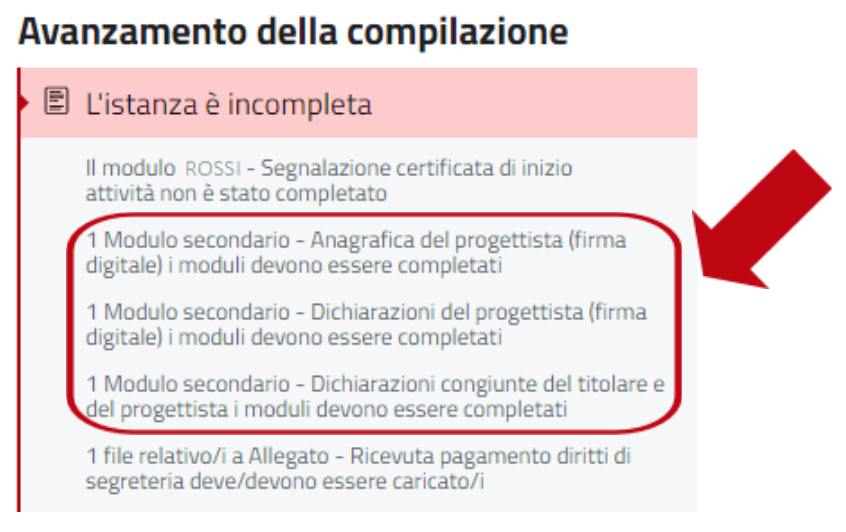 Avanzamento della compilazione
L'istanza è incompleta
Il modulo ROSSI - Segnalazione certificata di inizio
attività non è stato completato
1 Modulo secondario - Anagrafica del progettista (firma
digitale) i moduli devono essere completati
1 Modulo secondario - Dichiarazioni del progettista (firma
digitale) i moduli devono essere completati
1 Modulo secondario - Dichiarazioni congiunte del titolare e
del progettista i moduli devono essere completati
1 file relativo/i a Allegato - Ricevuta pagamento diritti di
segreteria deve/devono essere caricato/i